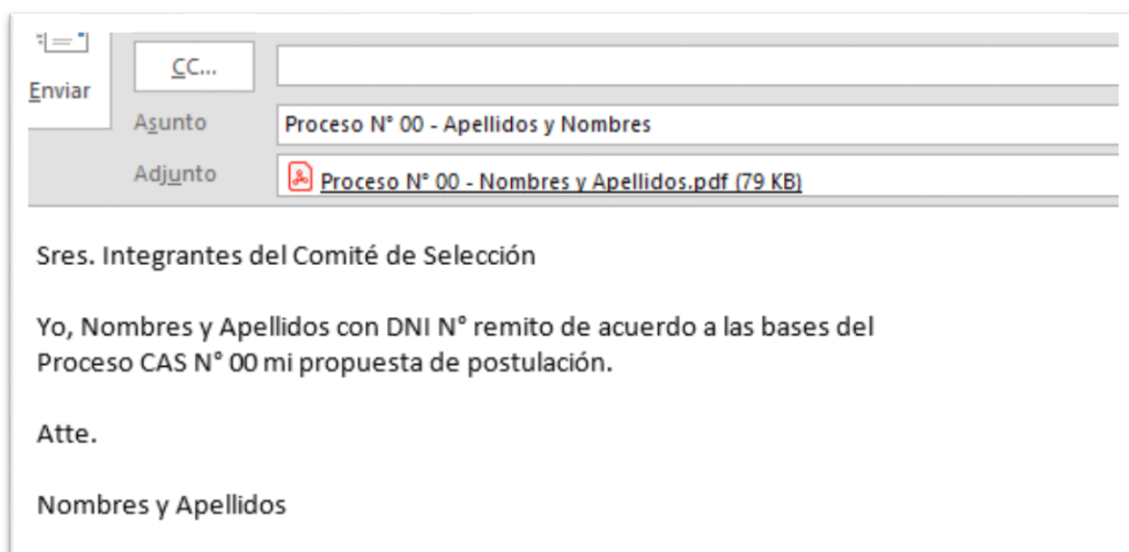 CC...
Enviar
Asunto
Proceso N° 00 - Apellidos y Nombres
Adjunto
Proceso N° 00 - Nombres y Apellidos.pdf (79 KB)
Sres. Integrantes del Comité de Selección
Yo, Nombres y Apellidos con DNI N° remito de acuerdo a las bases del
Proceso CAS N° 00 mi propuesta de postulación.
Atte.
Nombres y Apellidos